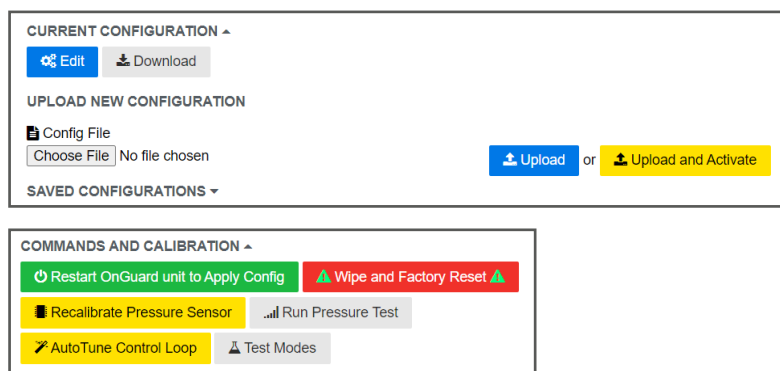 CURRENT CONFIGURATION
Edit Download
UPLOAD NEW CONFIGURATION
Config File
Choose File No file chosen Upload or Upload and Activate
SAVED CONFIGURATIONS
COMMANDS AND CALIBRATION
Restart OnGuard unit to Apply Config Wipe and Factory Reset
Recalibrate Pressure Sensor Run Pressure Test
AutoTune Control Loop Test Modes